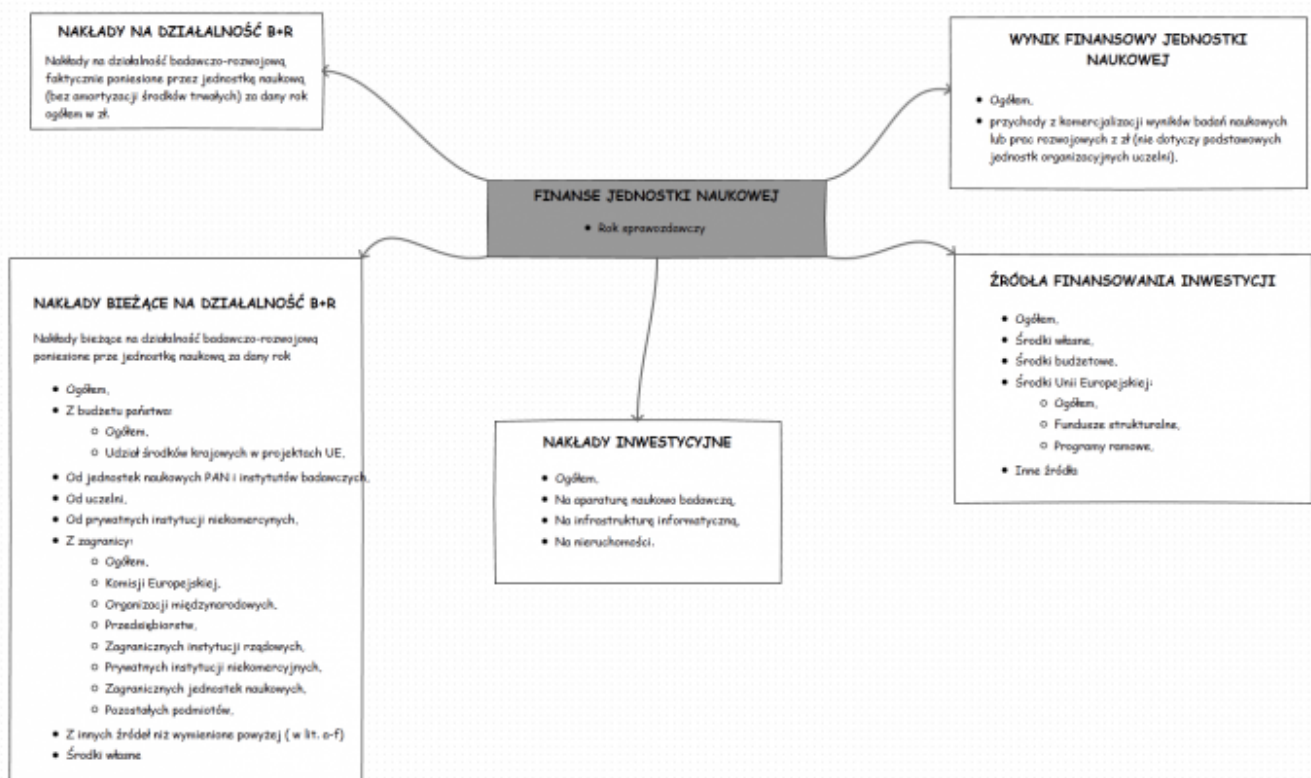 NAKŁADY NA DZIAŁALNOŚĆ B+R
Nakłady na działalność badawczo-rozwojową
faktycznie poniesione przez jednostkę naukową
(bez amortyzacji środków trwałych) za dany rok
ogółem w zł.
WYNIK FINANSOWY JEDNOSTKI
NAUKOWEJ
• Ogółem,
• przychody z komercjalizacji wyników badań naukowych
lub prac rozwojowych z zł (nie dotyczy podstawowych
jednostk organizacyjnych uczelni).
FINANSE JEDNOSTKI NAUKOWEJ
• Rok sprawozdawczy
NAKŁADY BIEŻĄCE NA DZIAŁALNOŚĆ B+R
Nakłady bieżące na działalność badawczo-rozwojową
poniesione prze jednostkę naukową za dany rok
• Ogółem,
• Z budżetu państwa:
○ Ogółem,
○ Udział środków krajowych w projektach UE,
• Od jednostek naukowych PAN i instytutów badawczych,
• Od uczelni,
• Od prywatnych instytucji niekomercynych,
• Z zagranicy:
○ Ogółem,
○ Komisji Europejskiej,
○ Organizacji międzynarodowych,
○ Przedsiębiorstw,
○ Zagranicznych instytucji rządowych,
○ Prywatnych instytucji niekomercyjnych,
○ Zagranicznych jednostek naukowych,
○ Pozostałych podmiotów,
• Z innych źródeł niż wymienione powyżej ( w lit. a-f)
• Środki własne
NAKŁADY INWESTYCYJNE
• Ogółem,
• Na aparaturę naukowo badawczą,
• Na infrastrukturę informatyczną,
• Na nieruchomości.
ŹRÓDŁA FINANSOWANIA INWESTYCJI
• Ogółem,
• Środki własne,
• Środki budżetowe,
• Środki Unii Europejskiej:
○ Ogółem,
○ Fundusze strukturalne,
○ Programy ramowe,
• Inne źródła